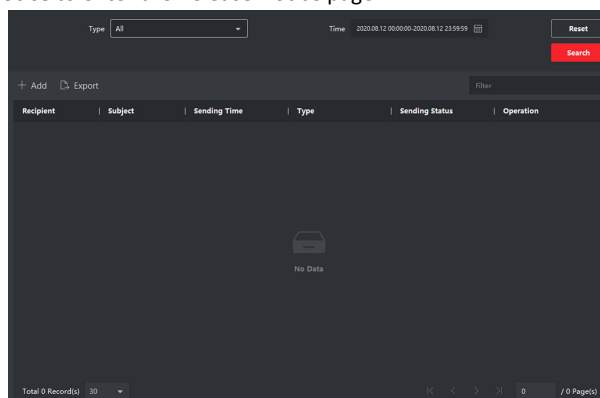 Type All Time 2020.08.12 00:00:00-2020.08.12 23:59:59 Reset
Search
+ Add Export Filter
Recipient | Subject | Sending Time | Type | Sending Status | Operation
No Data
Total 0 Record(s) 30 0 / 0 Page(s)